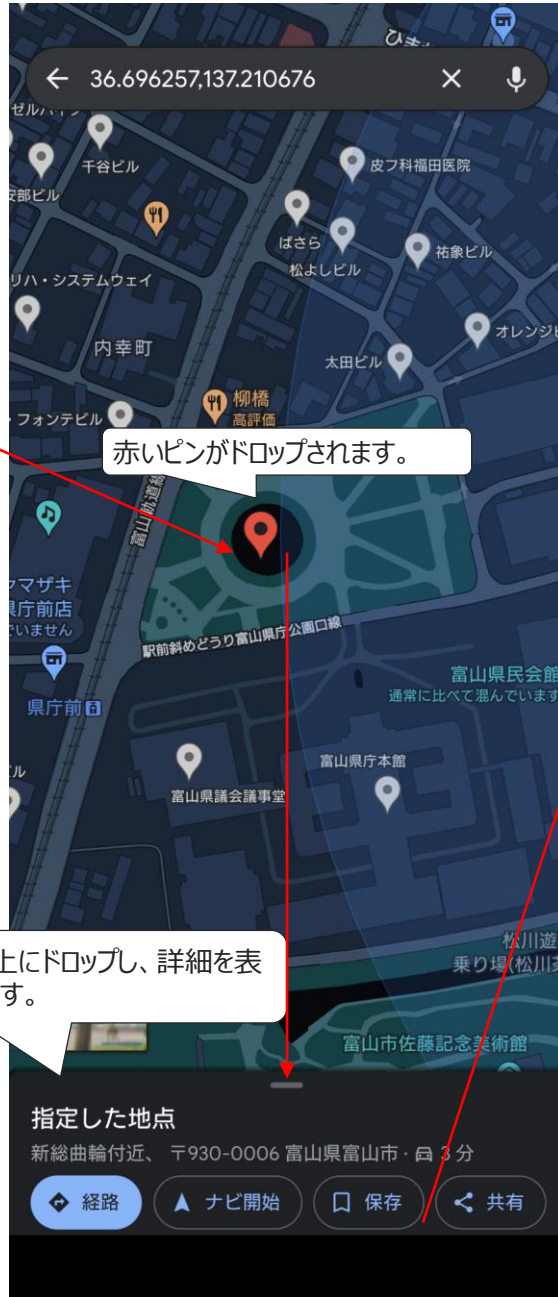 ひま
36.696257,137.210676
ゼルハイツ
千谷ビル
安部ビル
皮フ科福田医院
ばさら
松よしビル
祐象ビル
リハ・システムウェイ
オレンジビ
内幸町
太田ビル
柳橋
高評価
・フォンテビル
赤いピンがドロップされます。
富山軌道線
ヤマザキ
県庁前店
でいません
駅前斜めどうり富山県庁公園口線
富山県民会館
通常に比べて混んでいます
県庁前
富山県庁本館
ビル
富山県議会議事堂
上にドロップし、詳細を表
す。
松川遊
乗り場(松川茶
富山市佐藤記念美術館
指定した地点
新総曲輪付近、 〒930-0006 富山県富山市 · 3 分
経路
ナビ開始
保存
共有